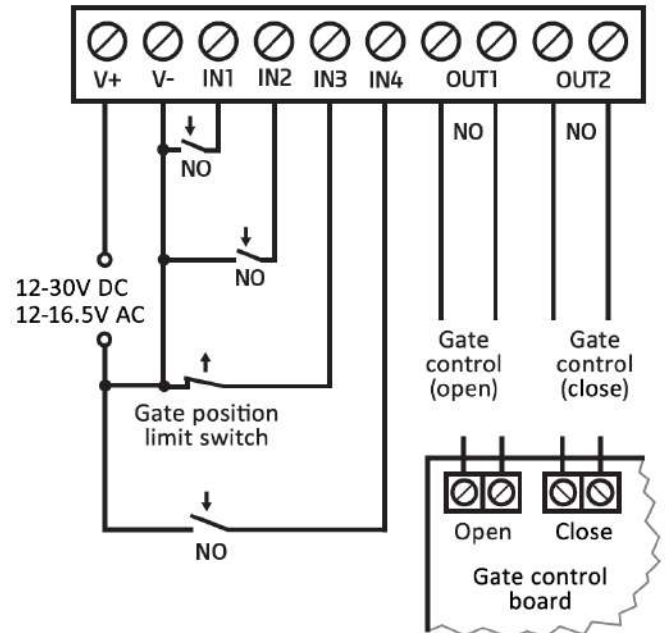 V+ V- IN1 IN2 IN3 IN4 OUT1 OUT2
NO NO
NO
NO
12-30V DC
12-16.5V AC
Gate
control
(open)
Gate
control
(close)
Gate position
limit switch
NO
Open Close
Gate control
board